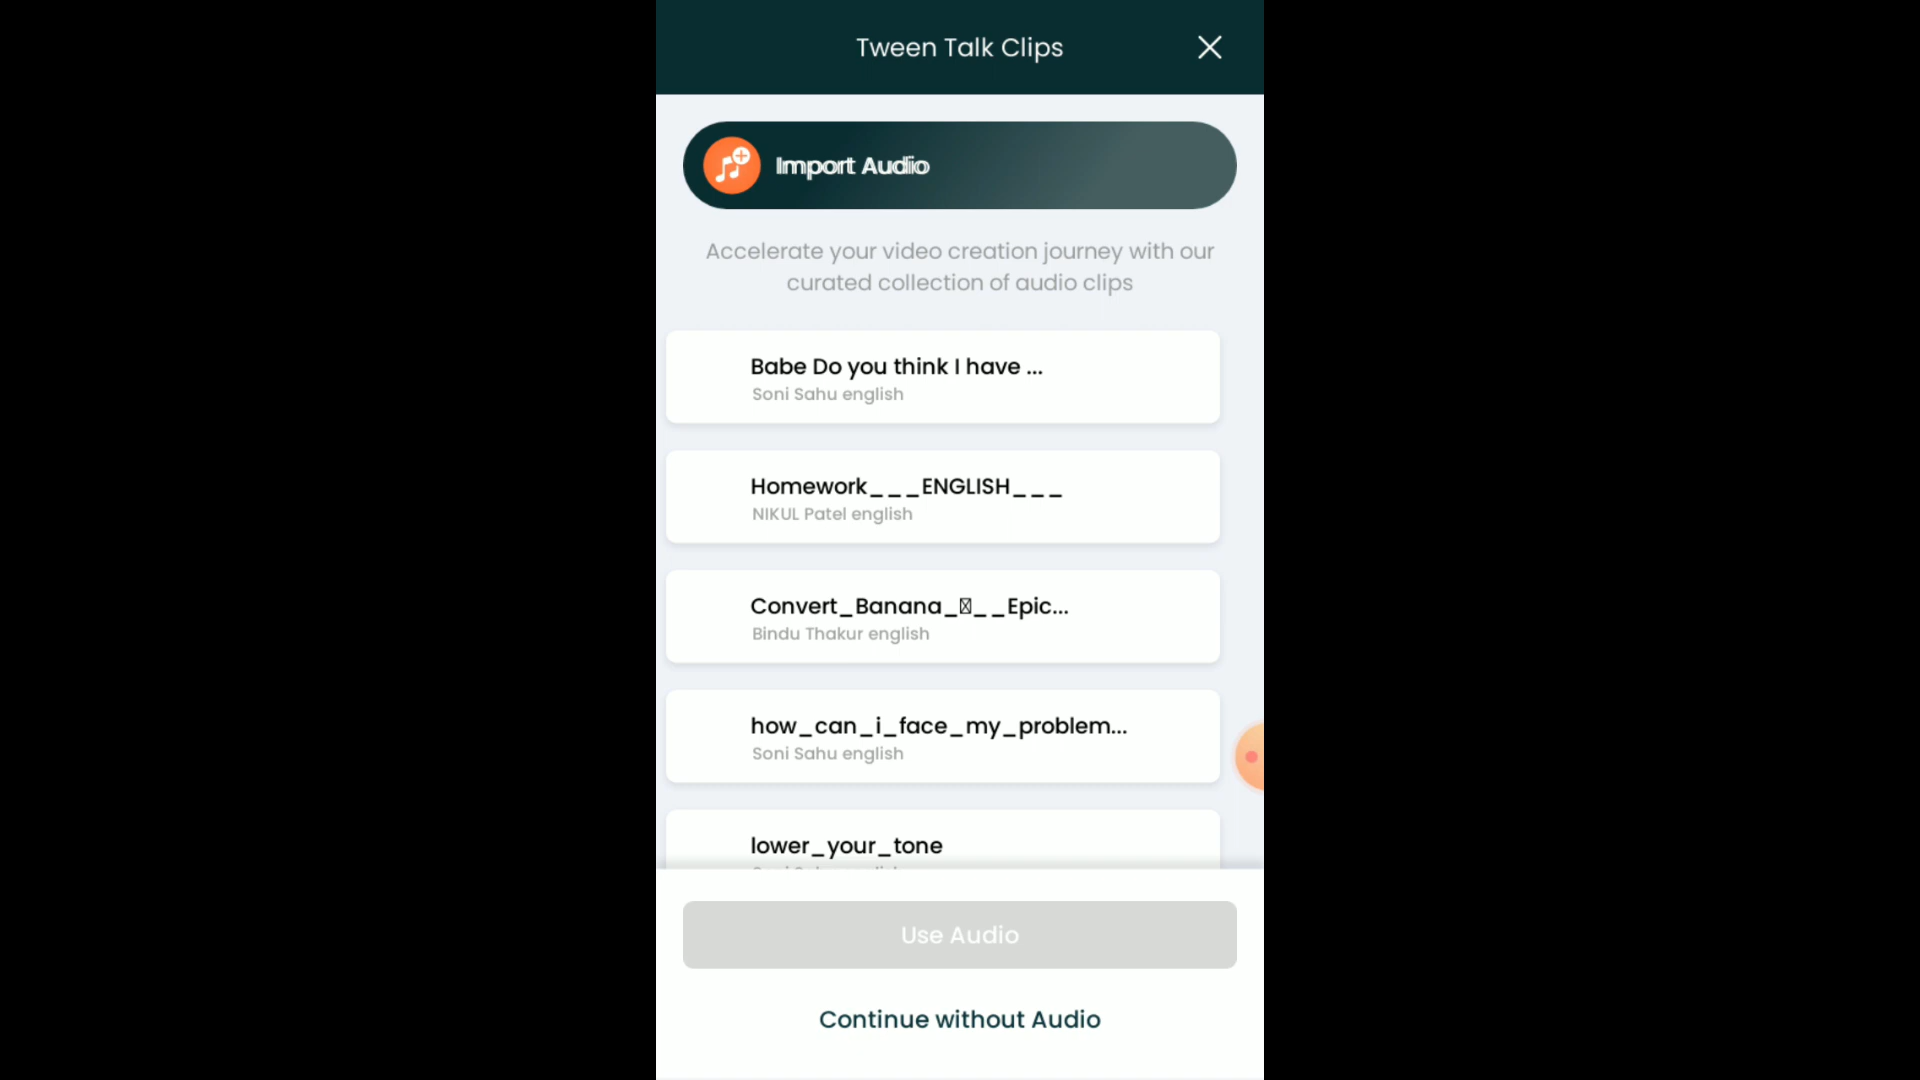 Tween Talk Clips
Import Audio
Accelerate your video creation journey with our
curated collection of audio clips
Babe Do you think I have ...
Soni Sahu english
Homework___ENGLISH___
NIKUL Patel english
Convert_Banana_☒__Epic...
Bindu Thakur english
how_can_i_face_my_problem...
Soni Sahu english
lower_your_tone
Use Audio
Continue without Audio